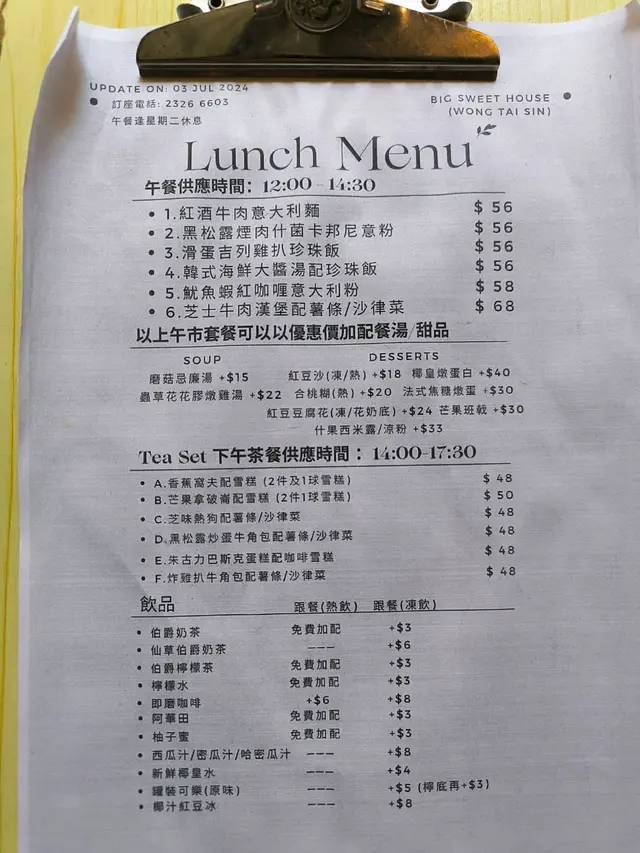 UPDATE ON: 03 JUL 2024
訂座電話: 2326 6603
午餐逢星期二休息
BIG SWEET HOUSE
(WONG TAI SIN)
Lunch Menu
午餐供應時間: 12:00 - 14:30
1.紅酒牛肉意大利麵 $ 56
2.黑松露煙肉什菌卡邦尼意粉 $ 56
3.滑蛋吉列雞扒珍珠飯 $ 56
4.韓式海鮮大醬湯配珍珠飯 $ 56
5.魷魚蝦紅咖喱意大利粉 $ 58
6.芝士牛肉漢堡配薯條/沙律菜 $ 68
以上午市套餐可以以優惠價加配餐湯/甜品
SOUP DESSERTS
磨菇忌廉湯 +$15 紅豆沙(凍/熱) +$18 椰皇燉蛋白 +$40
蟲草花花膠燉雞湯 +$22 合桃糊(熱) +$20 法式焦糖燉蛋 +$30
紅豆豆腐花(凍/花奶底) +$24 芒果班戟 +$30
什果西米露/涼粉 +$33
Tea Set 下午茶餐供應時間: 14:00-17:30
A.香蕉窩夫配雪糕 (2件及1球雪糕) $ 48
B.芒果拿破崙配雪糕 (2件1球雪糕) $ 50
C.芝味熱狗配薯條/沙律菜 $ 48
D.黑松露炒蛋牛角包配薯條/沙律菜 $ 48
E.朱古力巴斯克蛋糕配咖啡雪糕 $ 48
F.炸雞扒牛角包配薯條/沙律菜 $ 48
飲品 跟餐(熱飲) 跟餐(凍飲)
伯爵奶茶 免費加配 +$3
仙草伯爵奶茶 --- +$6
伯爵檸檬茶 免費加配 +$3
檸檬水 免費加配 +$3
即磨咖啡 +$6 +$8
阿華田 免費加配 +$3
柚子蜜 免費加配 +$3
西瓜汁/密瓜汁/哈密瓜汁 --- +$8
新鮮椰皇水 --- +$4
罐裝可樂(原味) --- +$5 (檸底再+$3)
椰汁紅豆冰 --- +$8